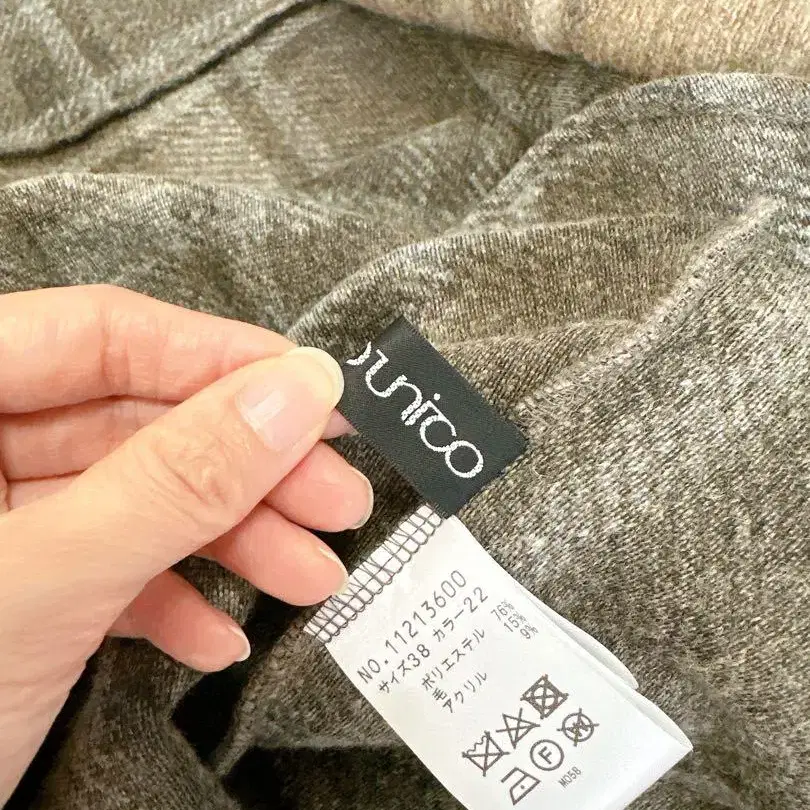 unico
NO.11213600
サイズ38 カラー22
ポリエステル 76%
毛 15%
アクリル 9%
F
M058